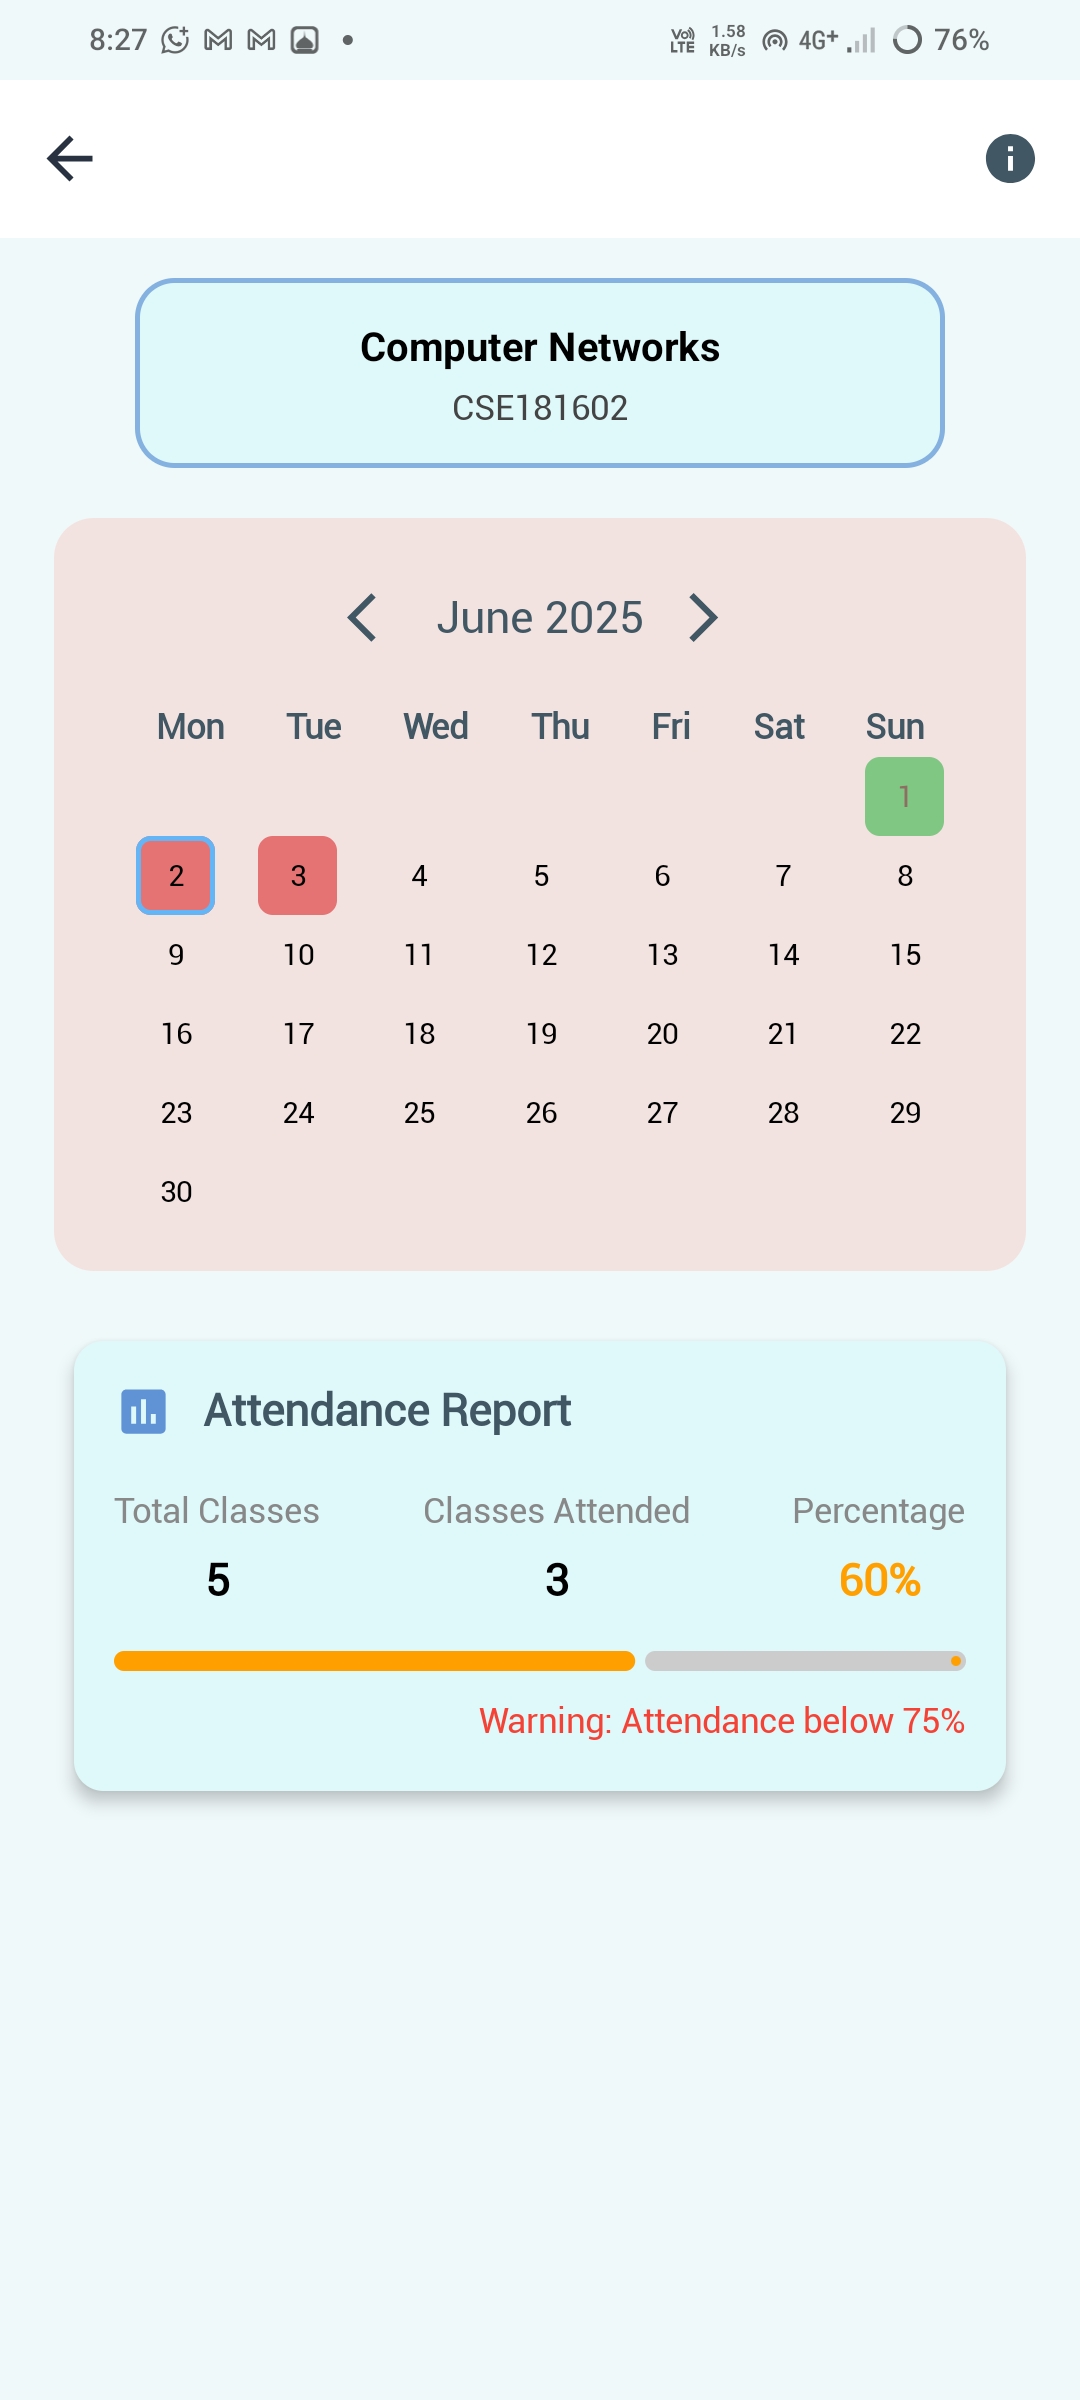 8:27 VoLTE 1.58 KB/s 4G+ 76%
Computer Networks
CSE181602
June 2025
Mon Tue Wed Thu Fri Sat Sun
1
2 3 4 5 6 7 8
9 10 11 12 13 14 15
16 17 18 19 20 21 22
23 24 25 26 27 28 29
30
Attendance Report
Total Classes Classes Attended Percentage
5 3 60%
Warning: Attendance below 75%